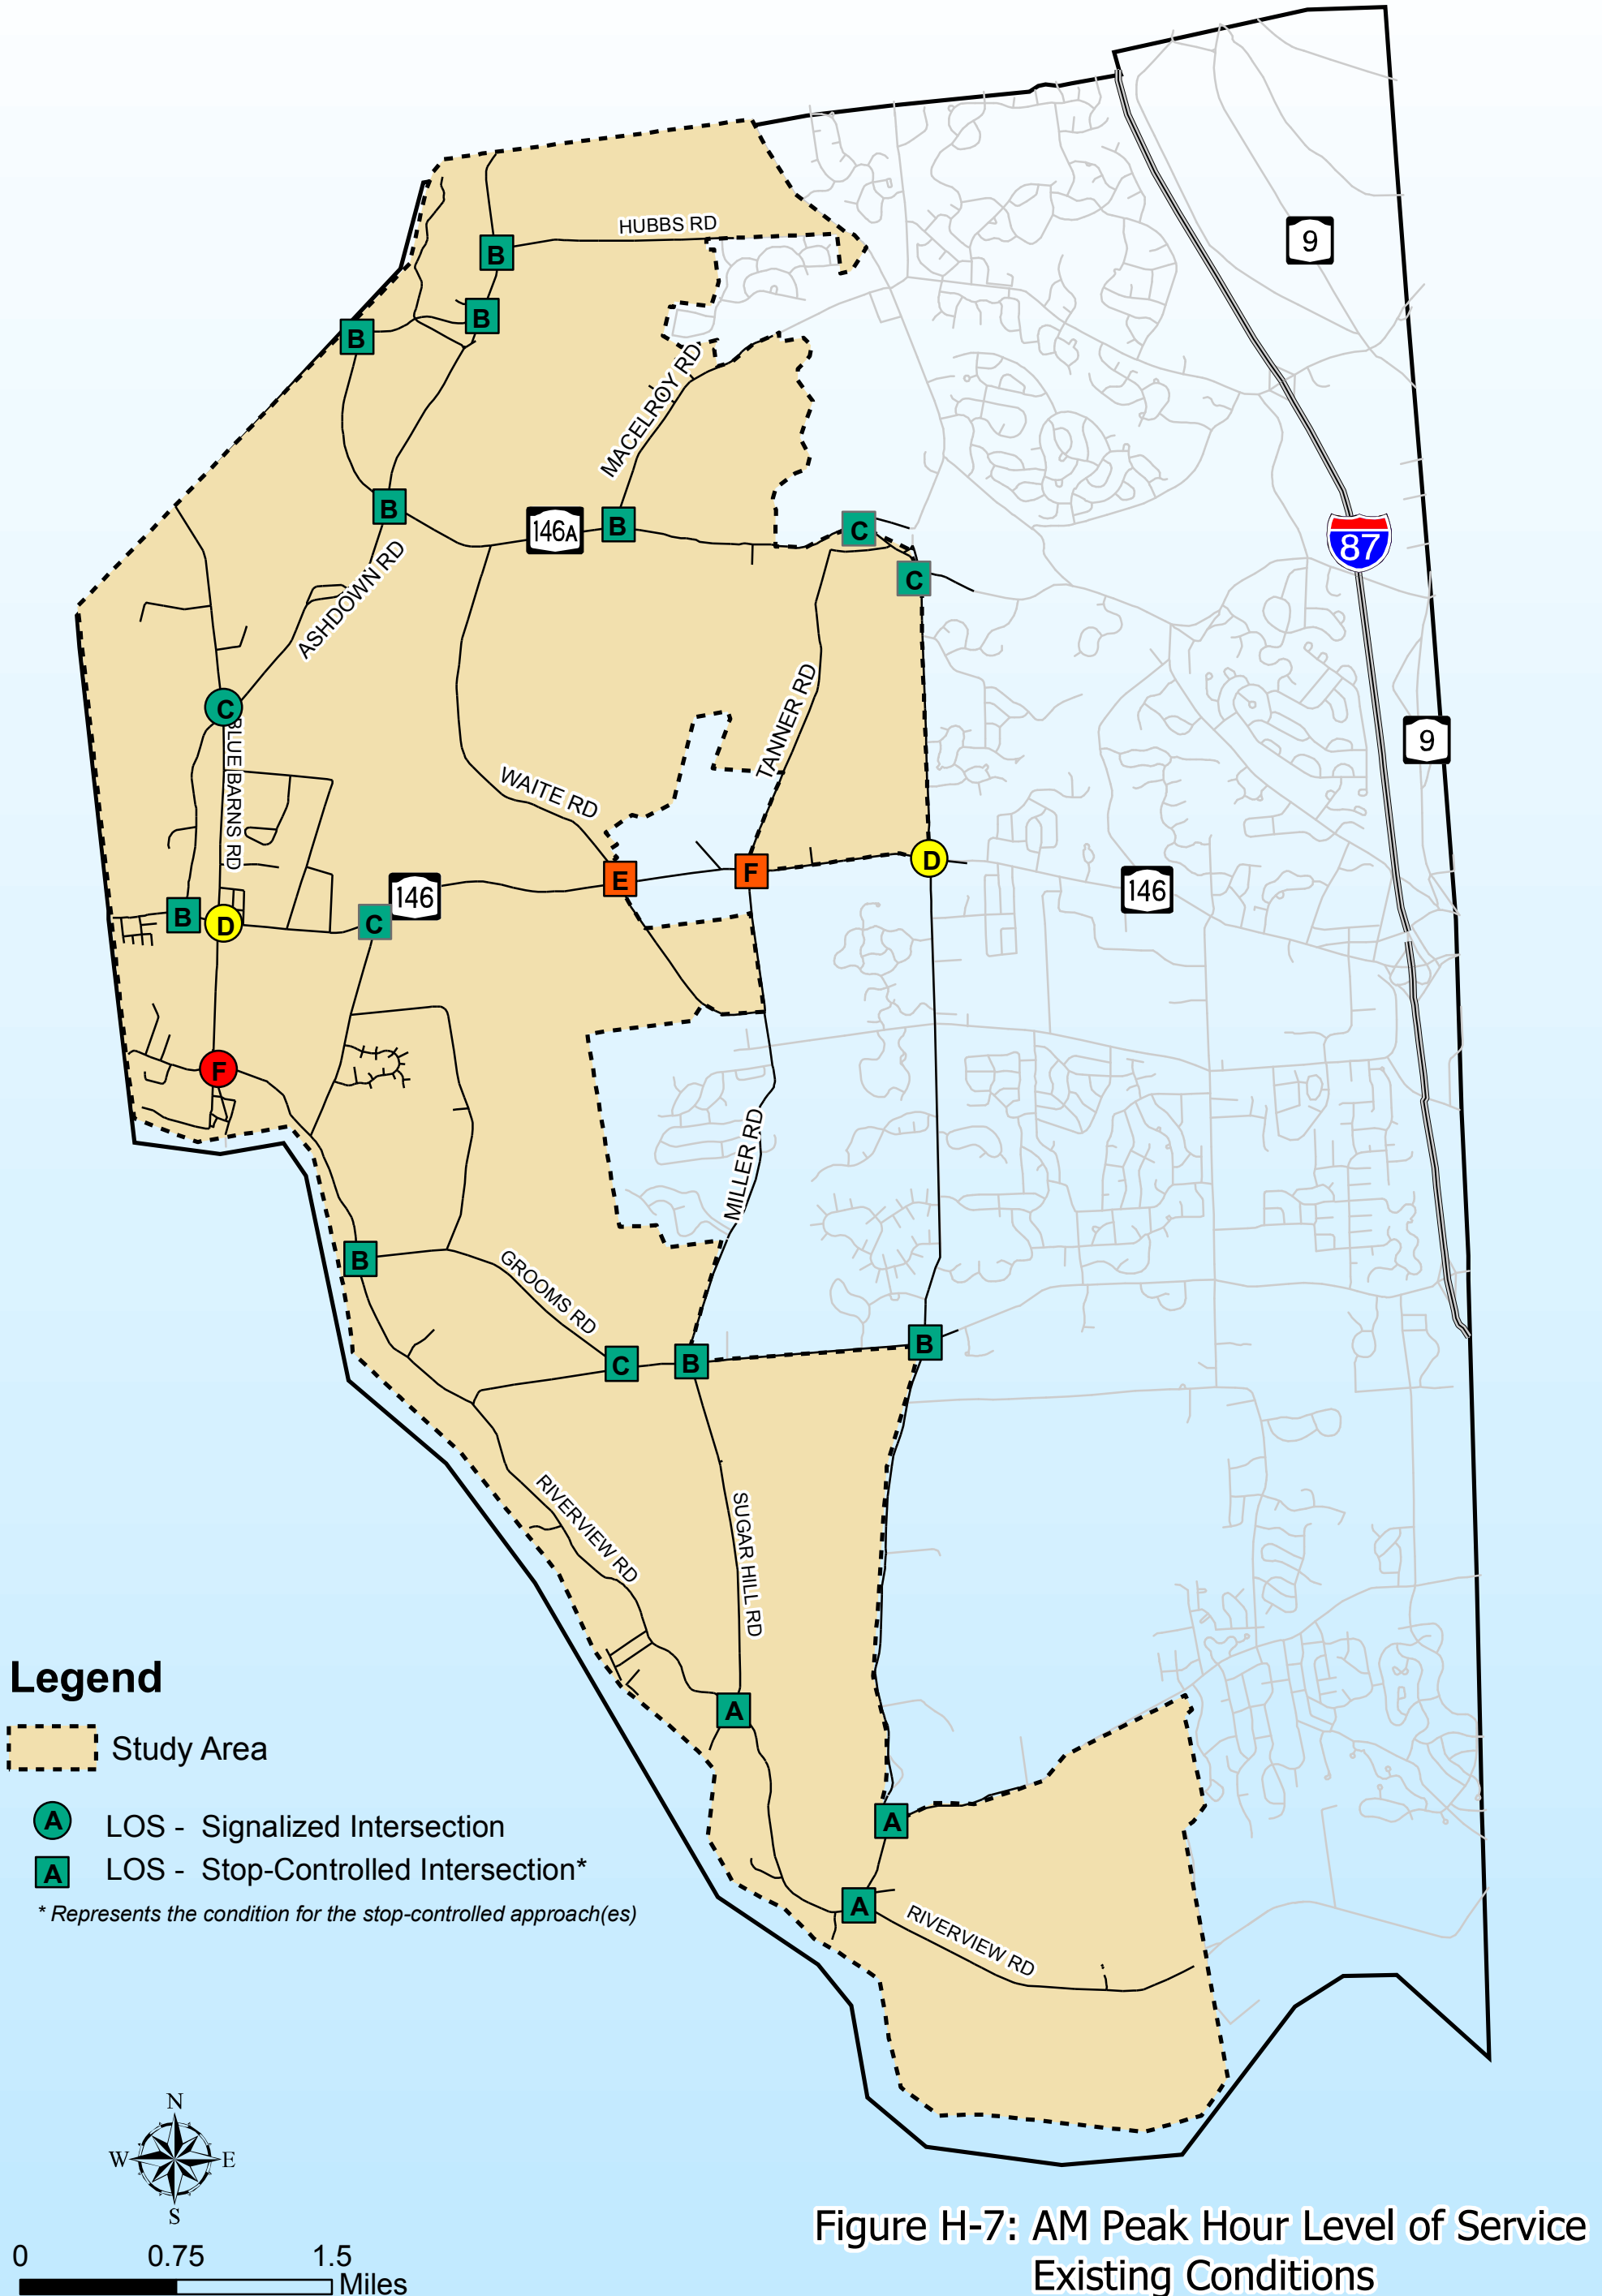 9
HUBBS RD
B
B
B
MACELROY RD
B
146A
B
C
87
C
ASHDOWN RD
TANNER RD
C
BLUE BARNS RD
9
WAITE RD
D
E
F
146
146
B
D
C
F
MILLER RD
B
GROOMS RD
C
B
B
RIVERVIEW RD
SUGAR HILL RD
A
A
A
RIVERVIEW RD
Legend
Study Area
A LOS - Signalized Intersection
A LOS - Stop-Controlled Intersection*
* Represents the condition for the stop-controlled approach(es)
N
W E
S
0 0.75 1.5
Miles
Figure H-7: AM Peak Hour Level of Service
Existing Conditions